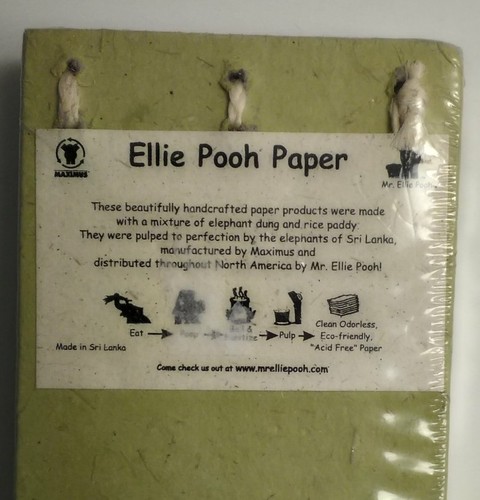 Ellie Pooh Paper
MAXIMUS
Mr. Ellie Pooh
These beautifully handcrafted paper products were made
with a mixture of elephant dung and rice paddy.
They were pulped to perfection by the elephants of Sri Lanka,
manufactured by Maximus and
distributed throughout North America by Mr. Ellie Pooh!
Eat
Pulp
Clean Odorless,
Eco-friendly,
"Acid Free" Paper
Made in Sri Lanka
Come check us out at www.mrelliepooh.com